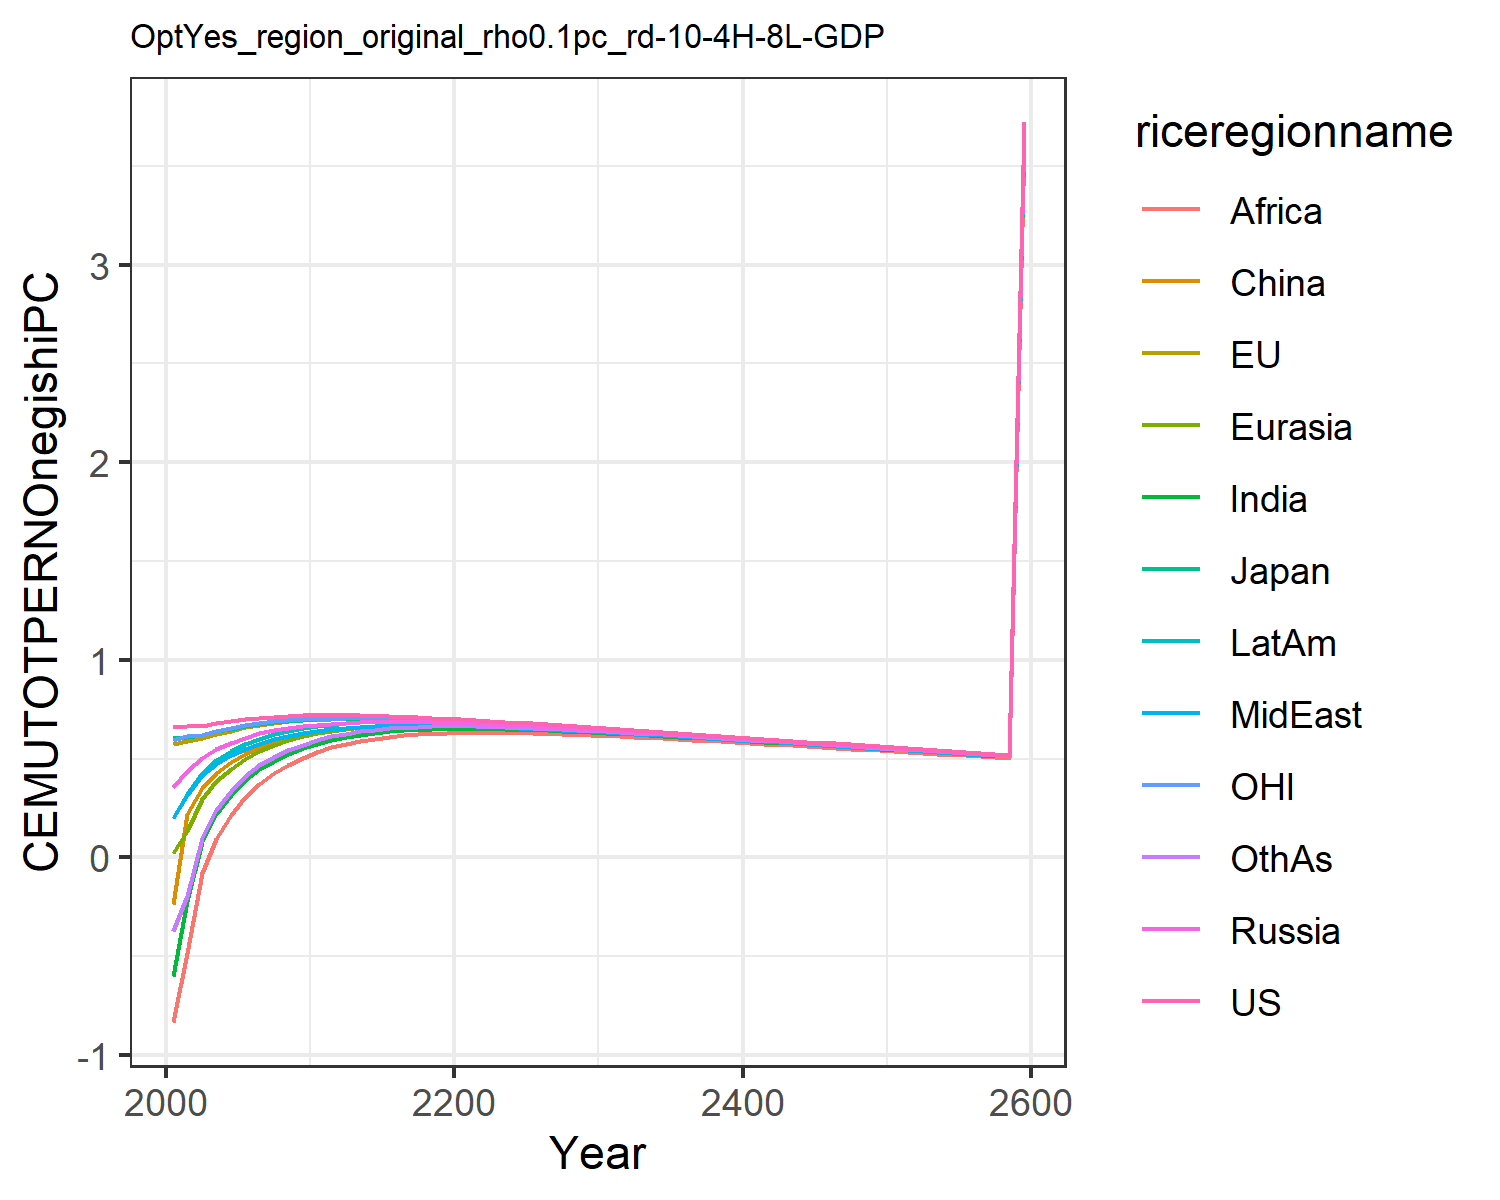 OptYes_region_original_rho0.1pc_rd-10-4H-8L-GDP
CEMUTOTPERNOnegishiPC
3
2
1
0
-1
2000
2200
2400
2600
Year
riceregionname
Africa
China
EU
Eurasia
India
Japan
LatAm
MidEast
OHI
OthAs
Russia
US